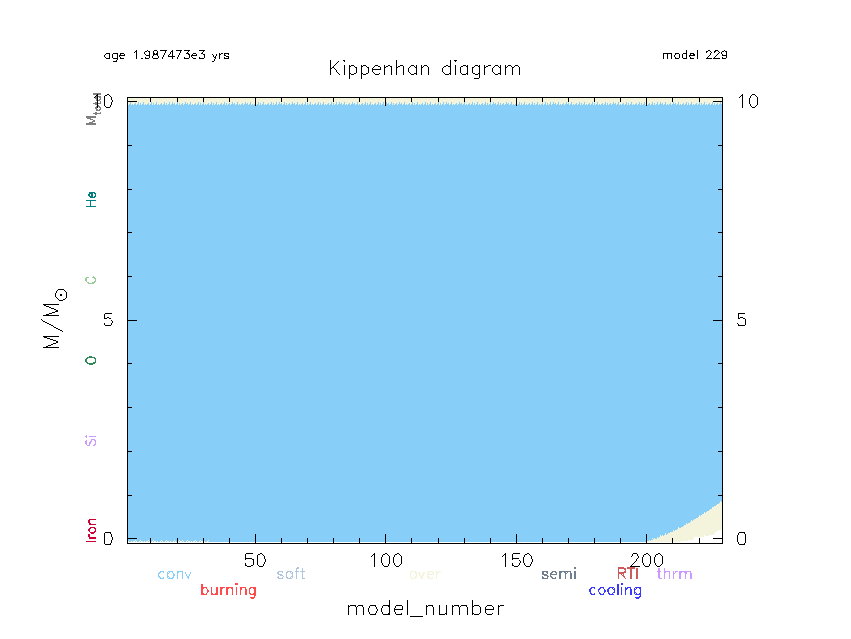 age 1.987473e3 yrs
model 229
Kippenhan diagram
M_total
He
C
O
Si
Iron
M/M☉
10
5
0
10
5
0
50 100 150 200
conv soft over semi RTI thrm
burning cooling
model_number